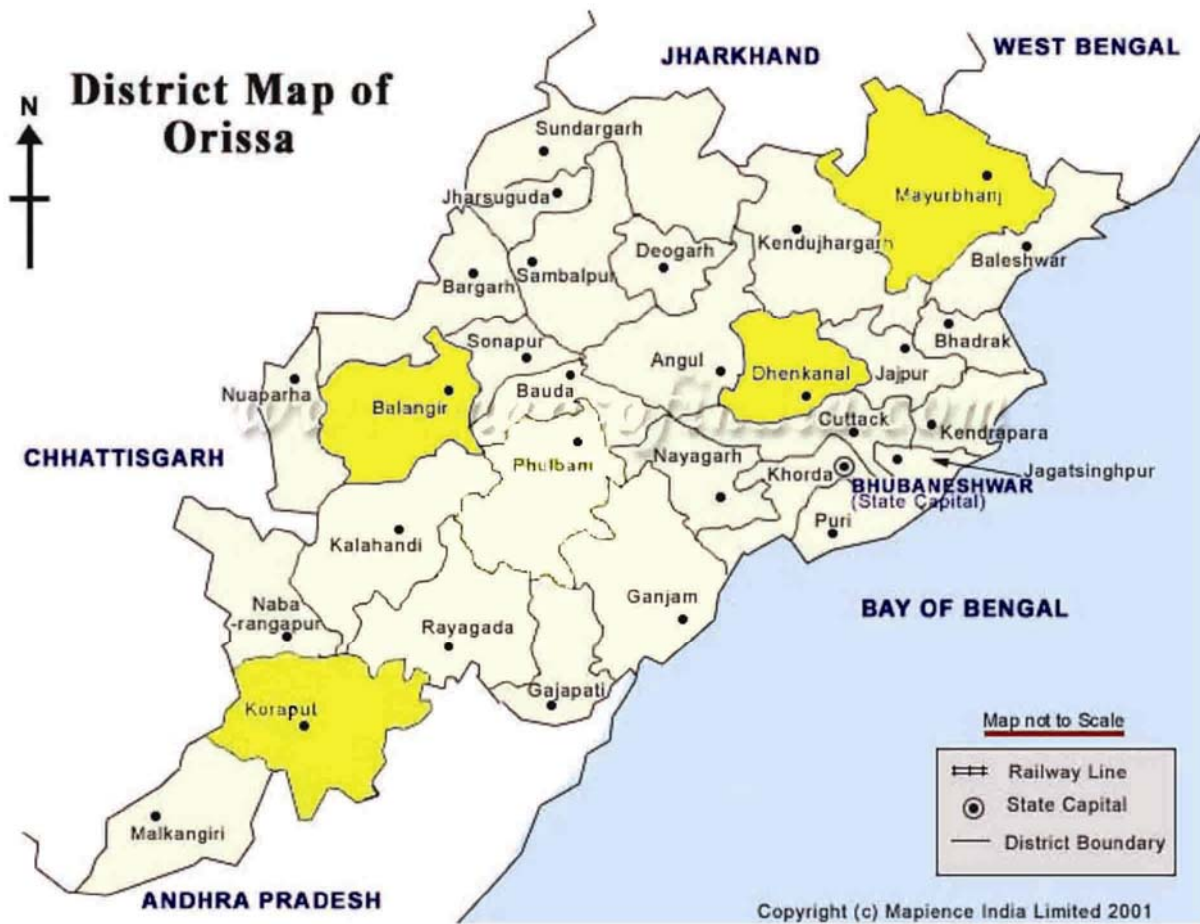 JHARKHAND
WEST BENGAL
District Map of
Orissa
N
Sundargarh
Jharsuguda
Mayurbhanj
Deogarh
Kendujhargarh
Baleshwar
Sambalpur
Bargarh
Sonapur
Bhadrak
Angul
Dhenkanal
Jajpur
Nuaparha
Bauda
Balangir
Cuttack
Kendrapara
CHHATTISGARH
Phulbani
Nayagarh
Khorda
Jagatsinghpur
BHUBANESHWAR
(State Capital)
Puri
Kalahandi
Ganjam
BAY OF BENGAL
Naba
-rangapur
Rayagada
Gajapati
Koraput
Map not to Scale
Railway Line
State Capital
District Boundary
Malkangiri
ANDHRA PRADESH
Copyright (c) Mapience India Limited 2001